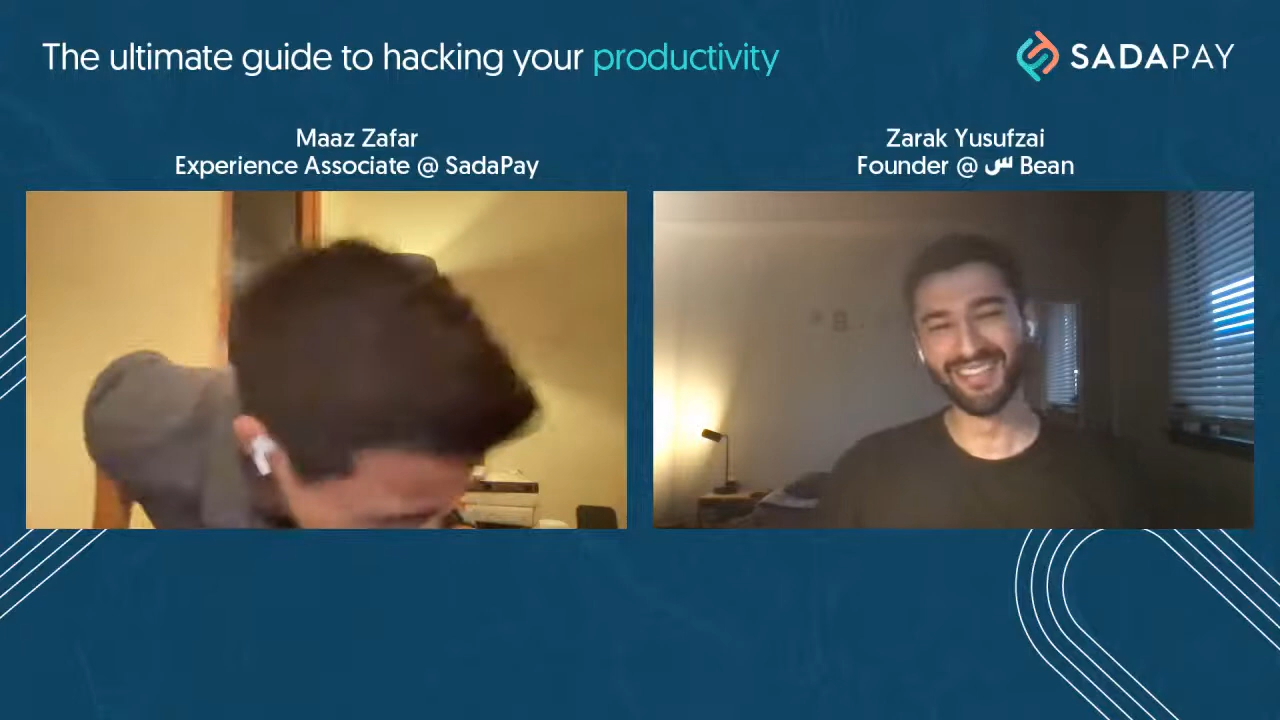 The ultimate guide to hacking your productivity
SADAPAY
Maaz Zafar
Experience Associate @ SadaPay
Zarak Yusufzai
Founder @ س Bean